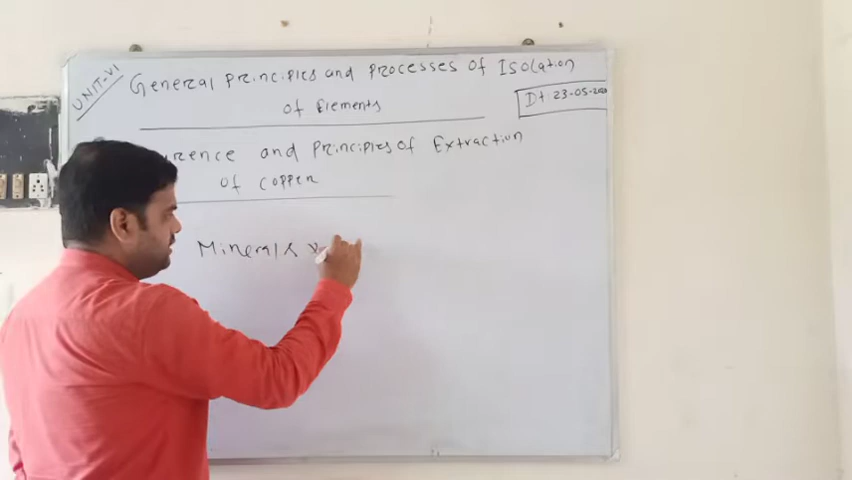 UNIT-VI
General Principles and Processes of Isolation
of Elements
Dt 23-05-2020
and Principles of Extraction
of copper
Minerals